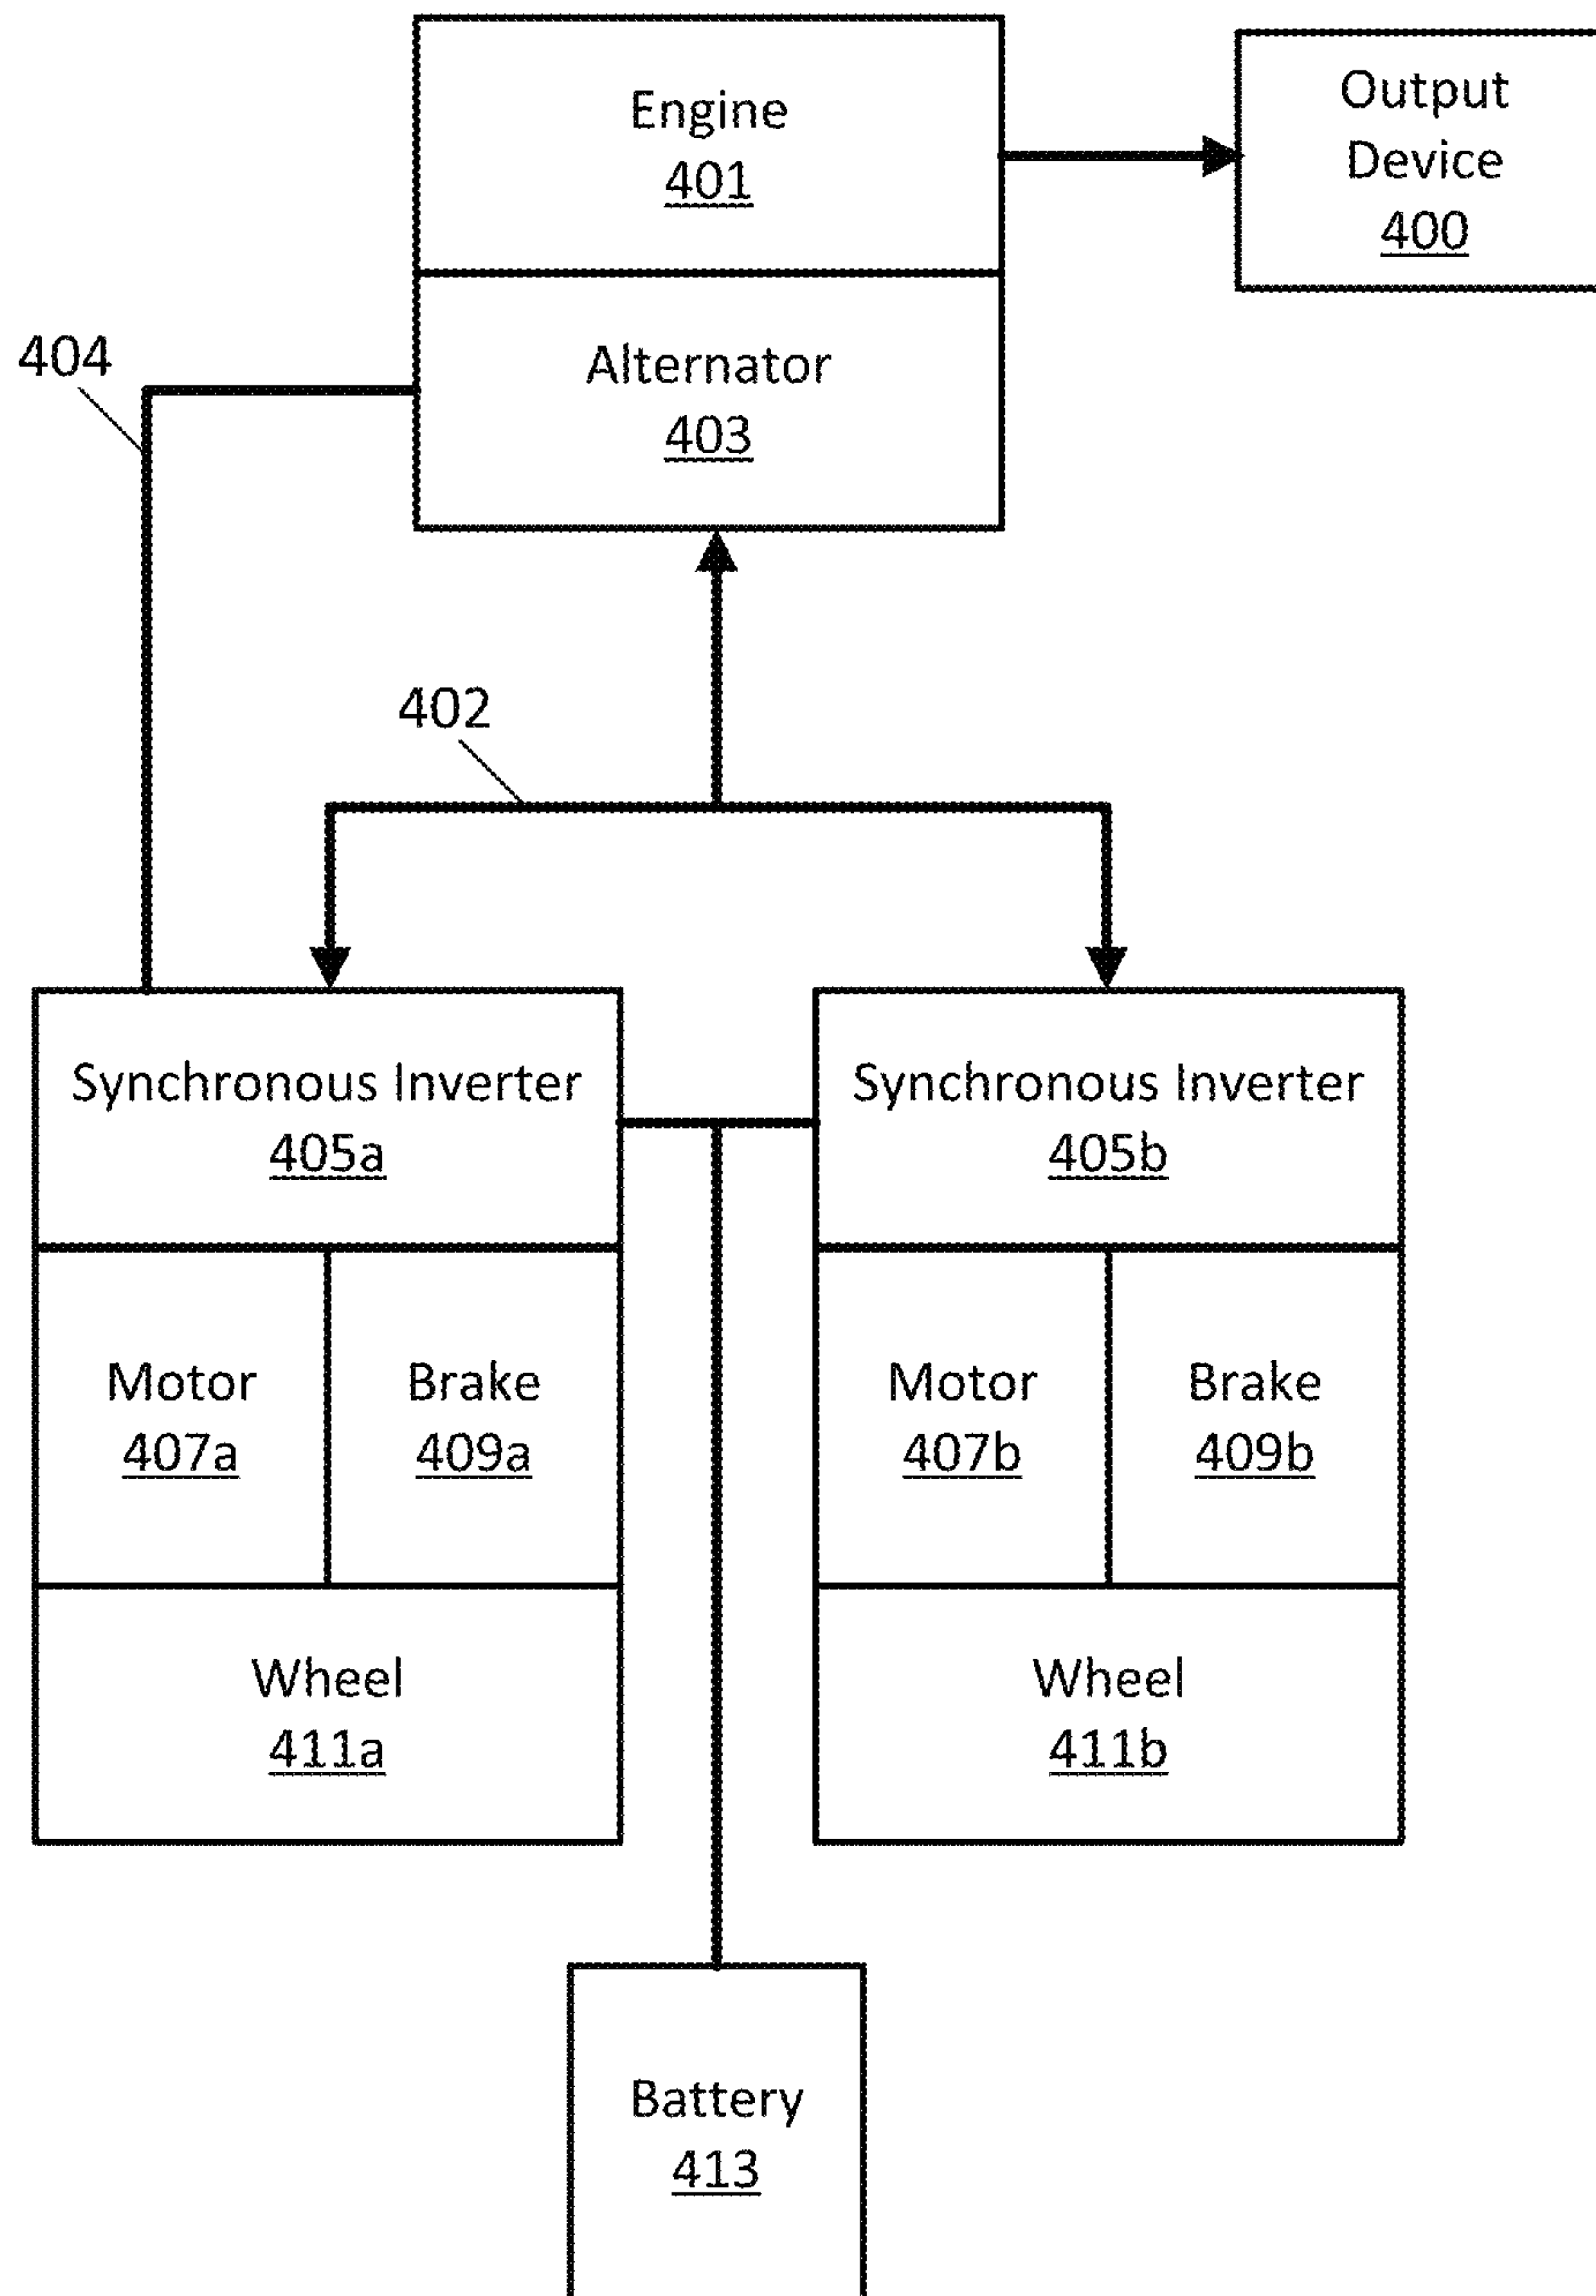 Engine
401
Output
Device
400
Alternator
403
404
402
Synchronous Inverter
405a
Synchronous Inverter
405b
Motor
407a
Brake
409a
Motor
407b
Brake
409b
Wheel
411a
Wheel
411b
Battery
413